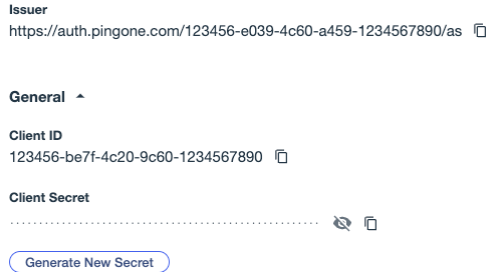 Issuer
https://auth.pingone.com/123456-e039-4c60-a459-1234567890/as
General
Client ID
123456-be7f-4c20-9c60-1234567890
Client Secret
Generate New Secret